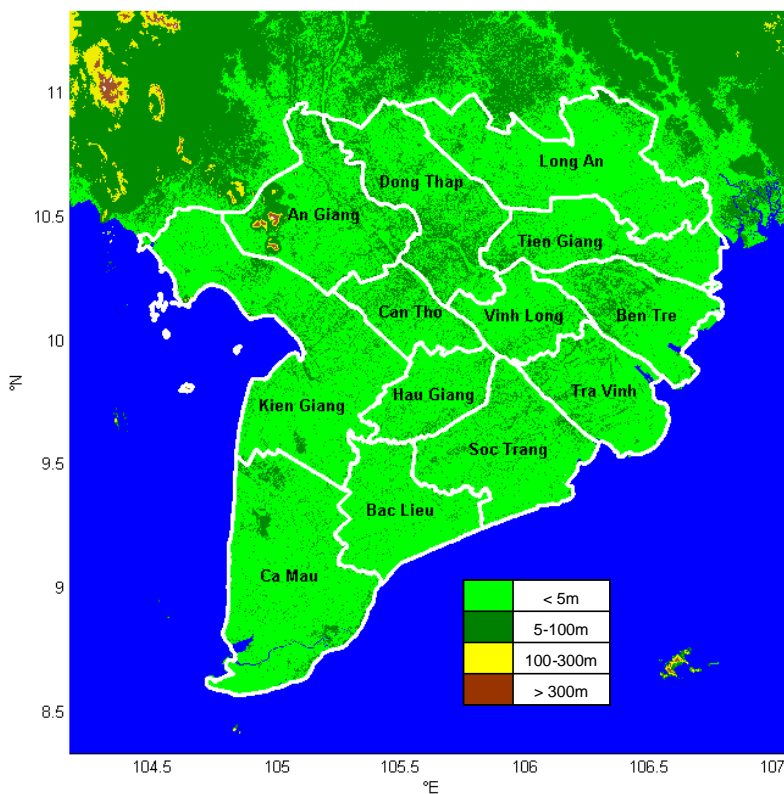 11
Long An
Dong Thap
10.5
An Giang
Tien Giang
10
Can Tho
Vinh Long
Ben Tre
°N
Kien Giang
Hau Giang
Tra Vinh
9.5
Soc Trang
Bac Lieu
9
Ca Mau
< 5m
5-100m
100-300m
> 300m
8.5
104.5 105 105.5 106 106.5 107
°E